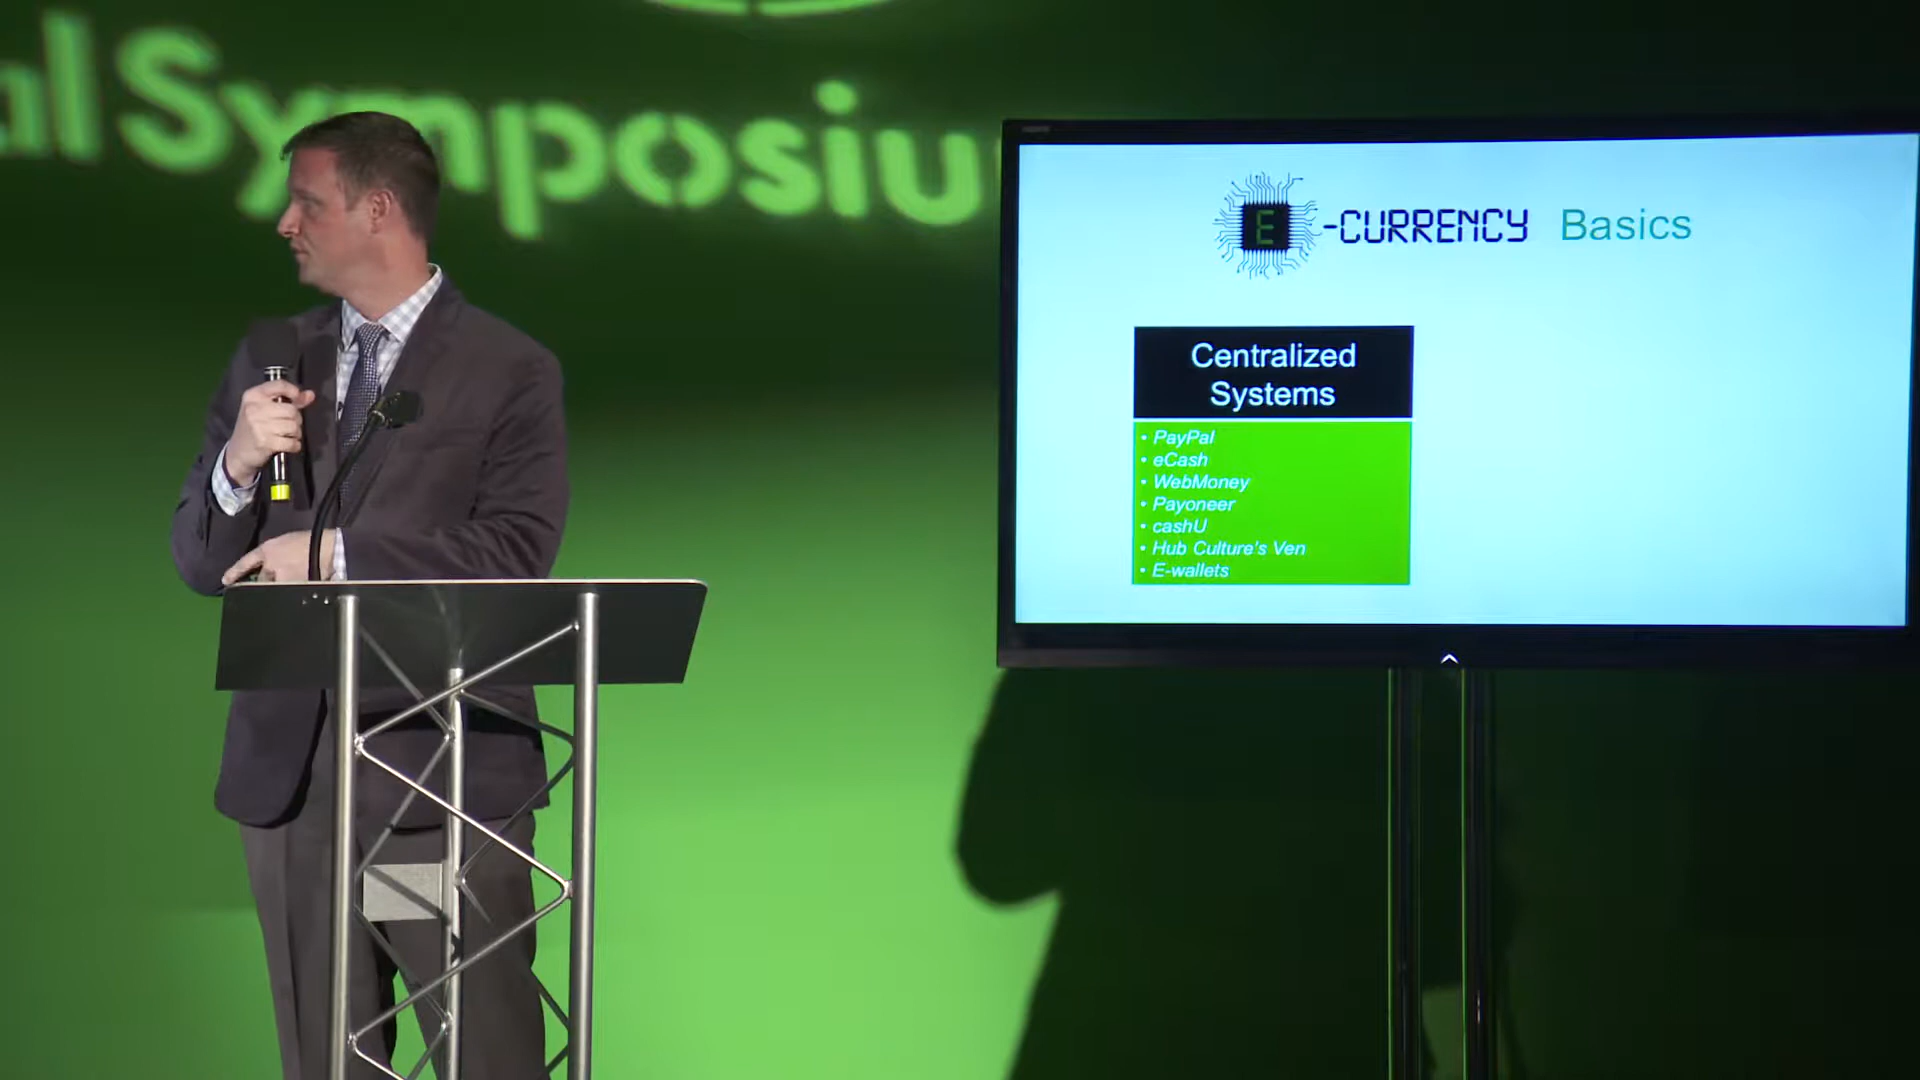 al Symposiu
E-CURRENCY Basics
Centralized
Systems
• PayPal
• eCash
• WebMoney
• Payoneer
• cashU
• Hub Culture's Ven
• E-wallets